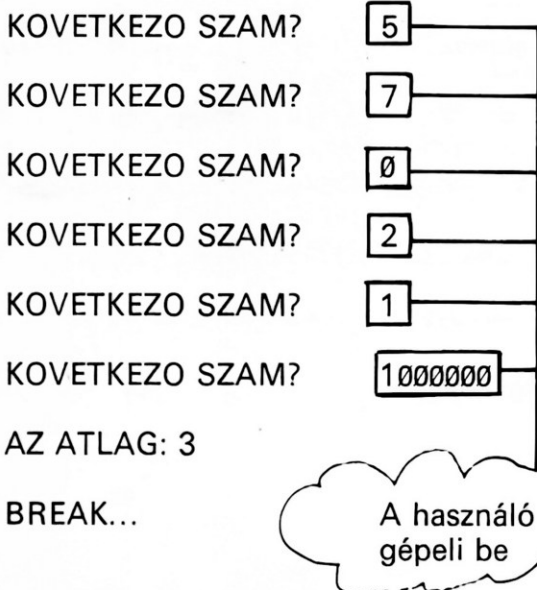 KOVETKEZO SZAM? 5
KOVETKEZO SZAM? 7
KOVETKEZO SZAM? Ø
KOVETKEZO SZAM? 2
KOVETKEZO SZAM? 1
KOVETKEZO SZAM? 1ØØØØØØ
AZ ATLAG: 3
BREAK...
A használó
gépeli be